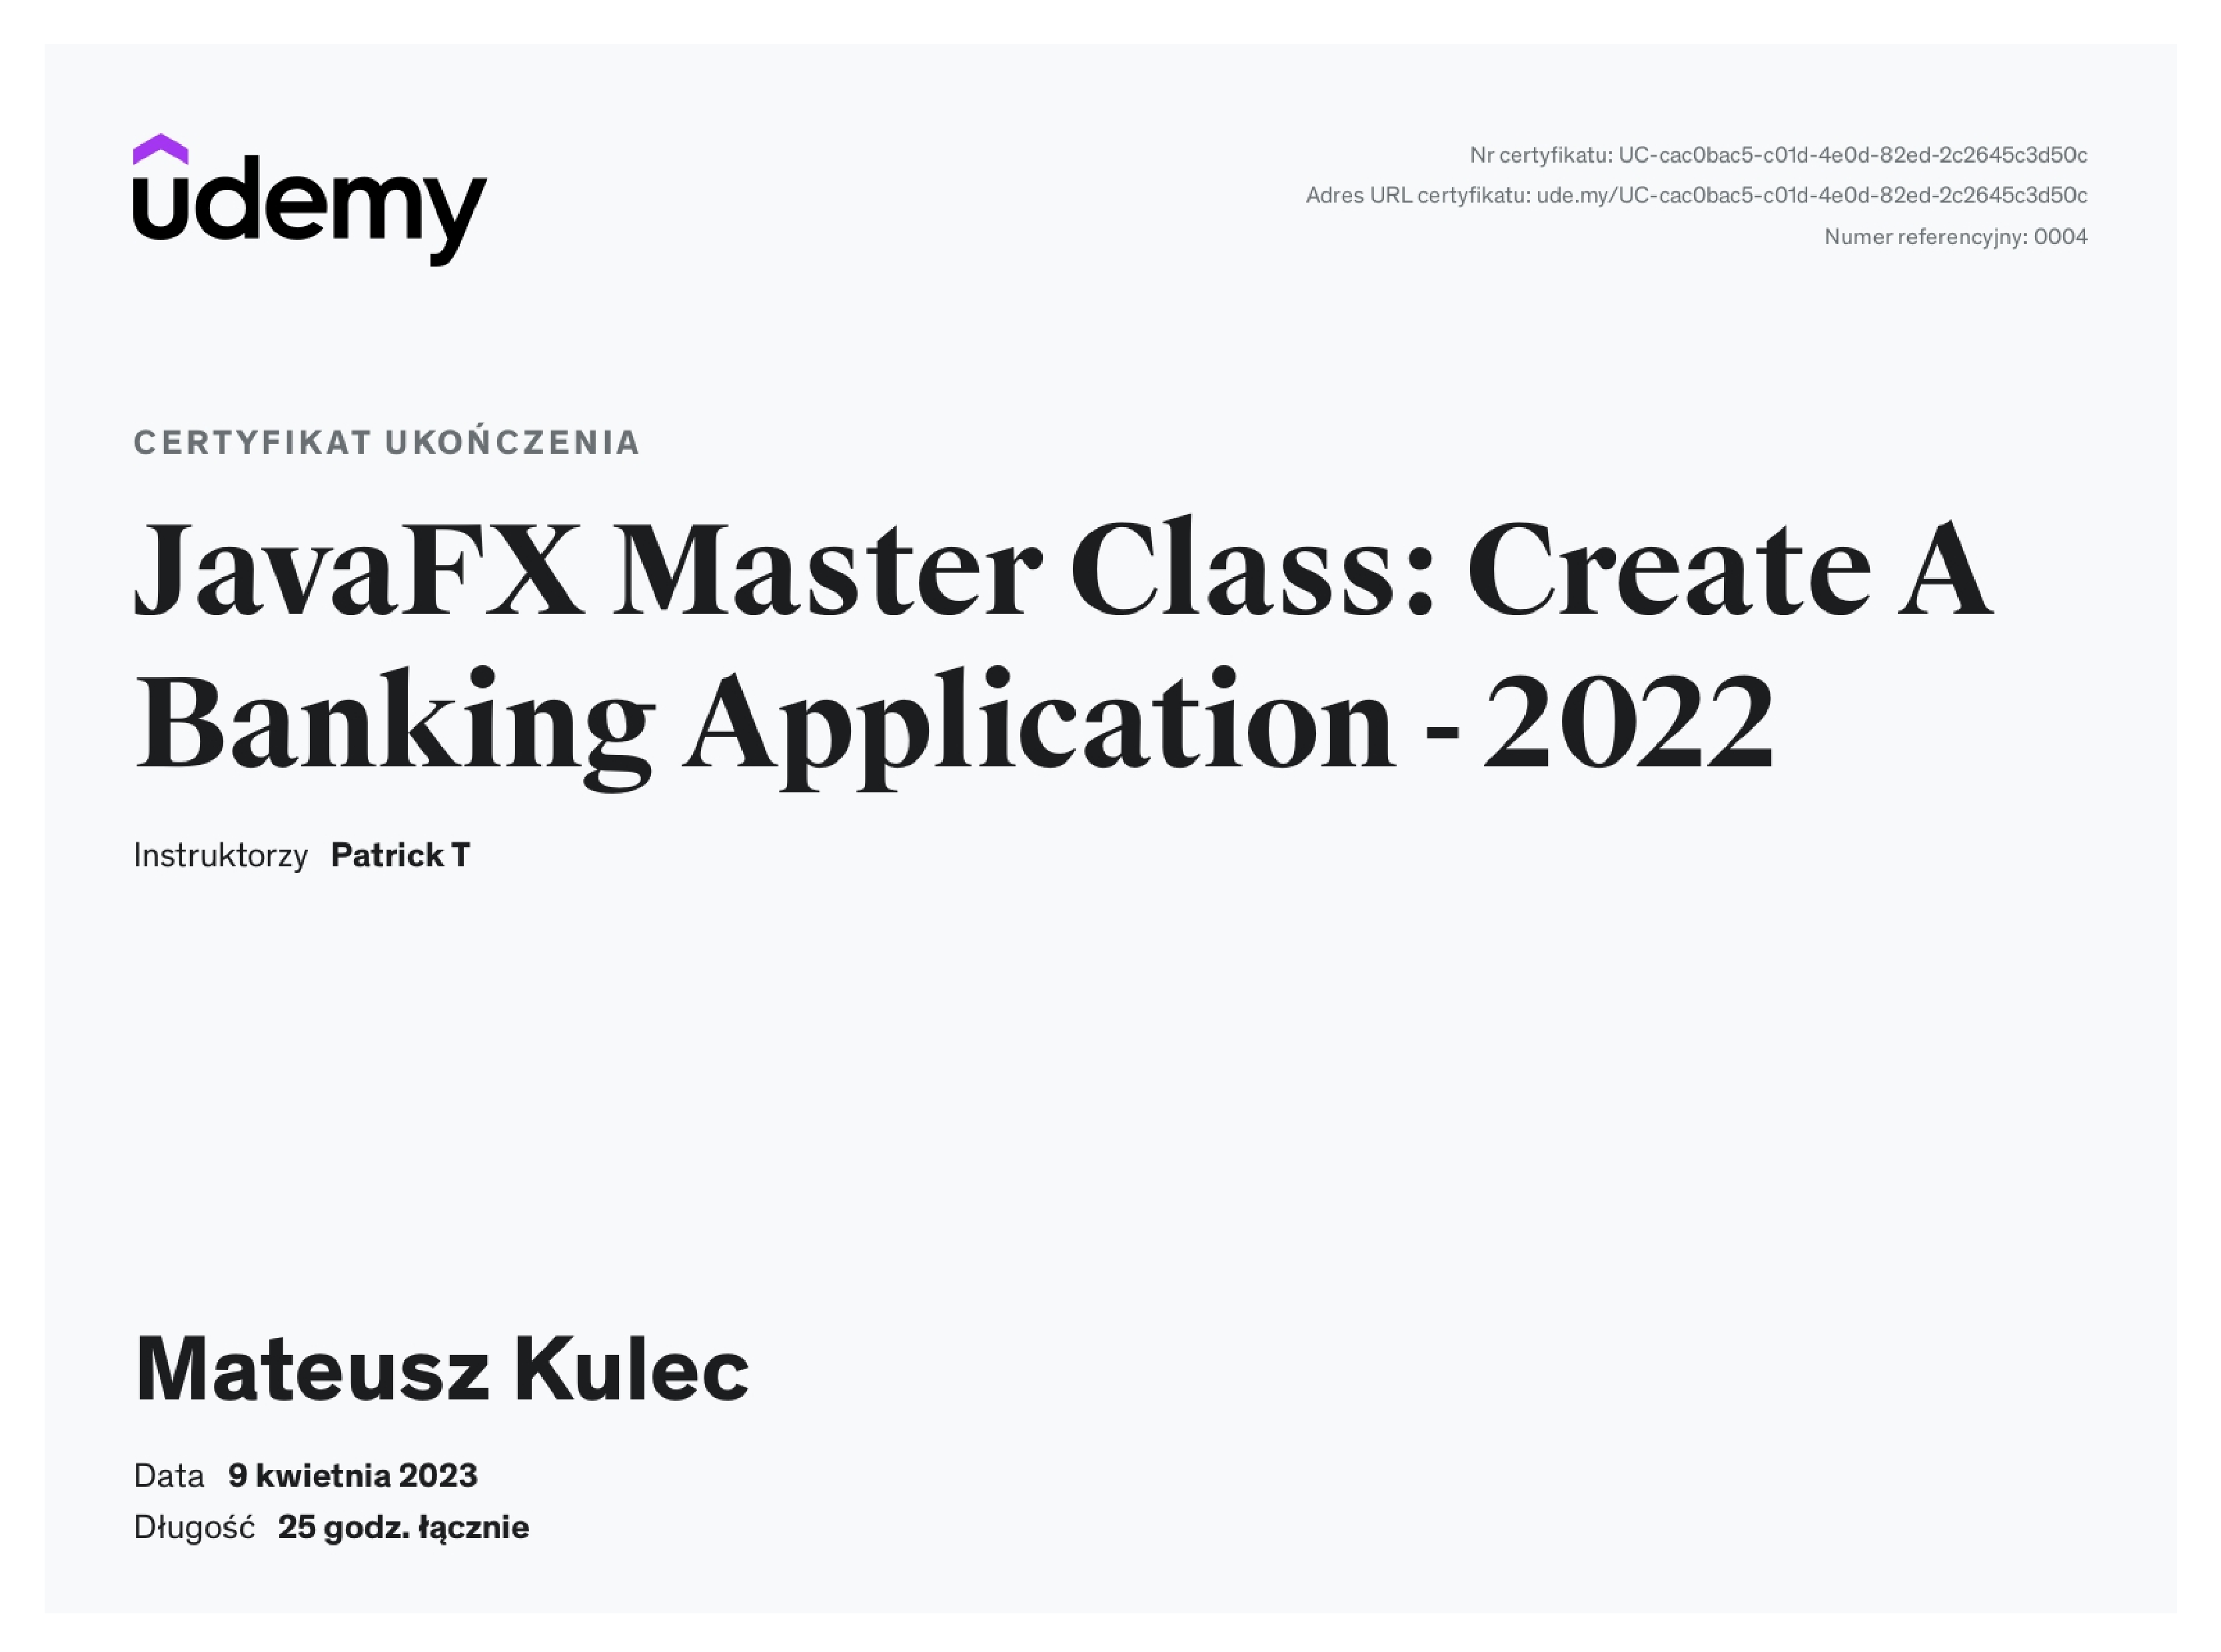 udemy
Nr certyfikatu: UC-cac0bac5-c01d-4e0d-82ed-2c2645c3d50c
Adres URL certyfikatu: ude.my/UC-cac0bac5-c01d-4e0d-82ed-2c2645c3d50c
Numer referencyjny: 0004
CERTYFIKAT UKOŃCZENIA
JavaFX Master Class: Create A
Banking Application - 2022
Instruktorzy Patrick T
Mateusz Kulec
Data 9 kwietnia 2023
Długość 25 godz. łącznie